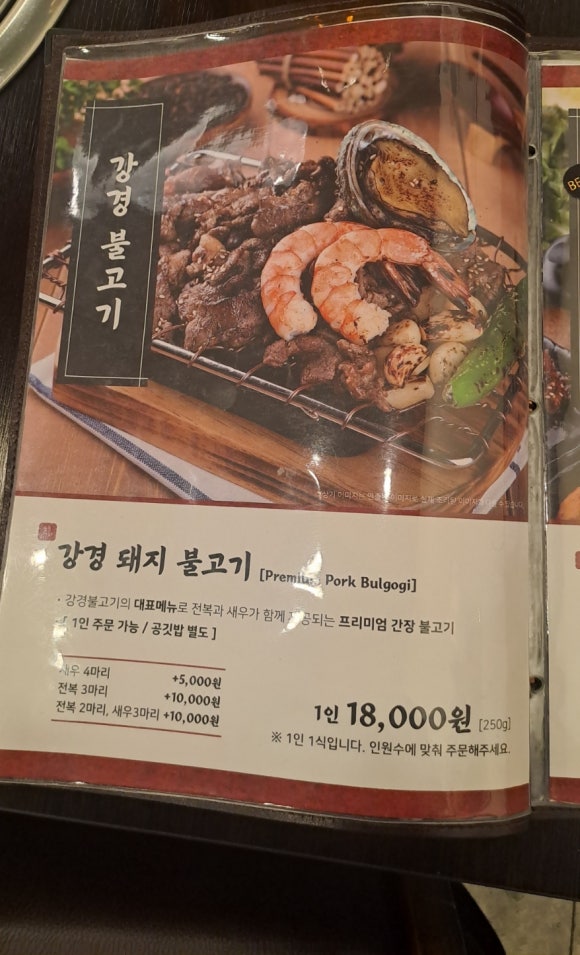 강경 불고기
강경 돼지 불고기 [Premium Pork Bulgogi]
· 강경불고기의 대표메뉴로 전복과 새우가 함께 제공되는 프리미엄 간장 불고기
[ 1인 주문 가능 / 공깃밥 별도 ]
새우 4마리 +5,000원
전복 3마리 +10,000원
전복 2마리, 새우3마리 +10,000원
1인 18,000원 [250g]
※ 1인 1식입니다. 인원수에 맞춰 주문해주세요.